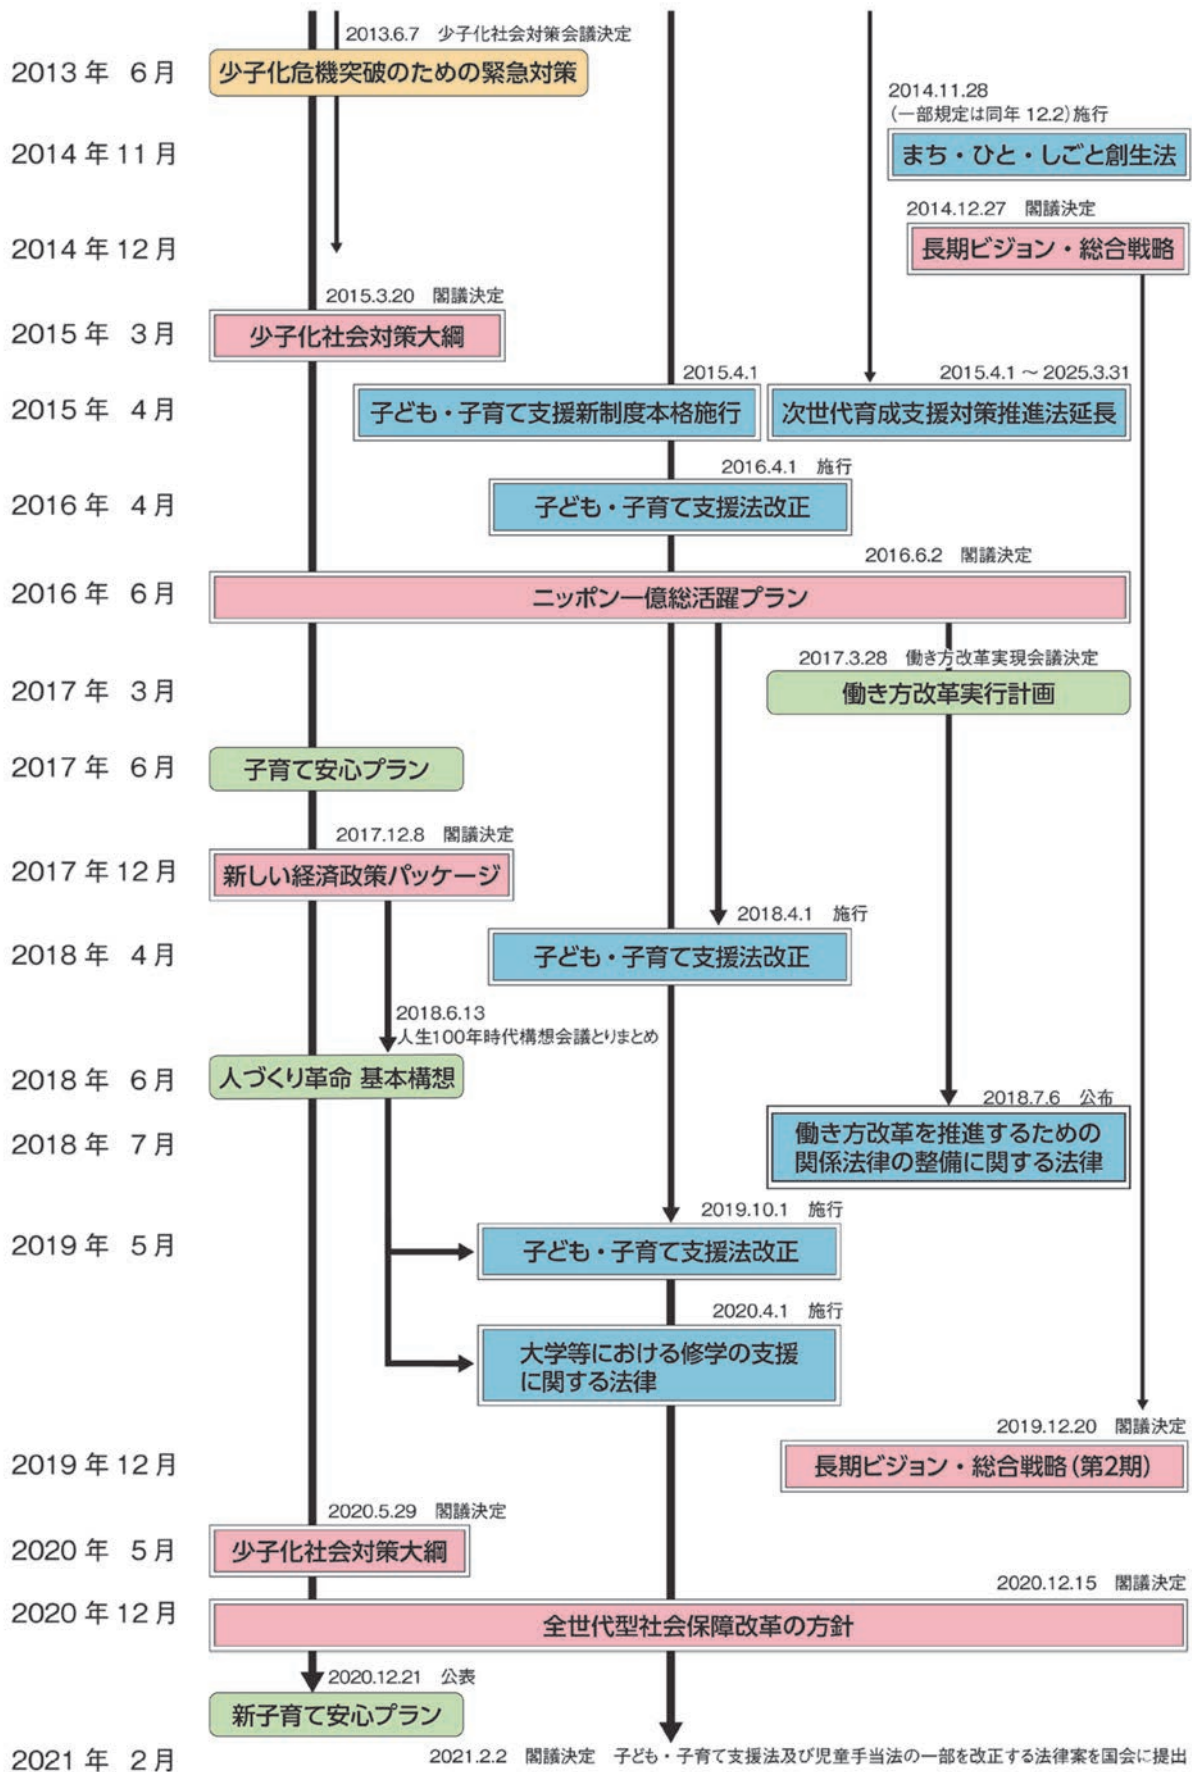 2013.6.7 少子化社会対策会議決定
2013年 6月
少子化危機突破のための緊急対策
2014.11.28
(一部規定は同年12.2)施行
2014年11月
まち・ひと・しごと創生法
2014.12.27 閣議決定
2014年12月
長期ビジョン・総合戦略
2015.3.20 閣議決定
2015年 3月
少子化社会対策大綱
2015.4.1
2015.4.1 ～ 2025.3.31
2015年 4月
子ども・子育て支援新制度本格施行
次世代育成支援対策推進法延長
2016.4.1 施行
2016年 4月
子ども・子育て支援法改正
2016.6.2 閣議決定
2016年 6月
ニッポン一億総活躍プラン
2017.3.28 働き方改革実現会議決定
2017年 3月
働き方改革実行計画
2017年 6月
子育て安心プラン
2017.12.8 閣議決定
2017年12月
新しい経済政策パッケージ
2018.4.1 施行
2018年 4月
子ども・子育て支援法改正
2018.6.13
人生100年時代構想会議とりまとめ
2018年 6月
人づくり革命 基本構想
2018.7.6 公布
2018年 7月
働き方改革を推進するための
関係法律の整備に関する法律
2019.10.1 施行
2019年 5月
子ども・子育て支援法改正
2020.4.1 施行
大学等における修学の支援
に関する法律
2019.12.20 閣議決定
2019年12月
長期ビジョン・総合戦略(第2期)
2020.5.29 閣議決定
2020年 5月
少子化社会対策大綱
2020.12.15 閣議決定
2020年12月
全世代型社会保障改革の方針
2020.12.21 公表
新子育て安心プラン
2021年 2月
2021.2.2 閣議決定 子ども・子育て支援法及び児童手当法の一部を改正する法律案を国会に提出